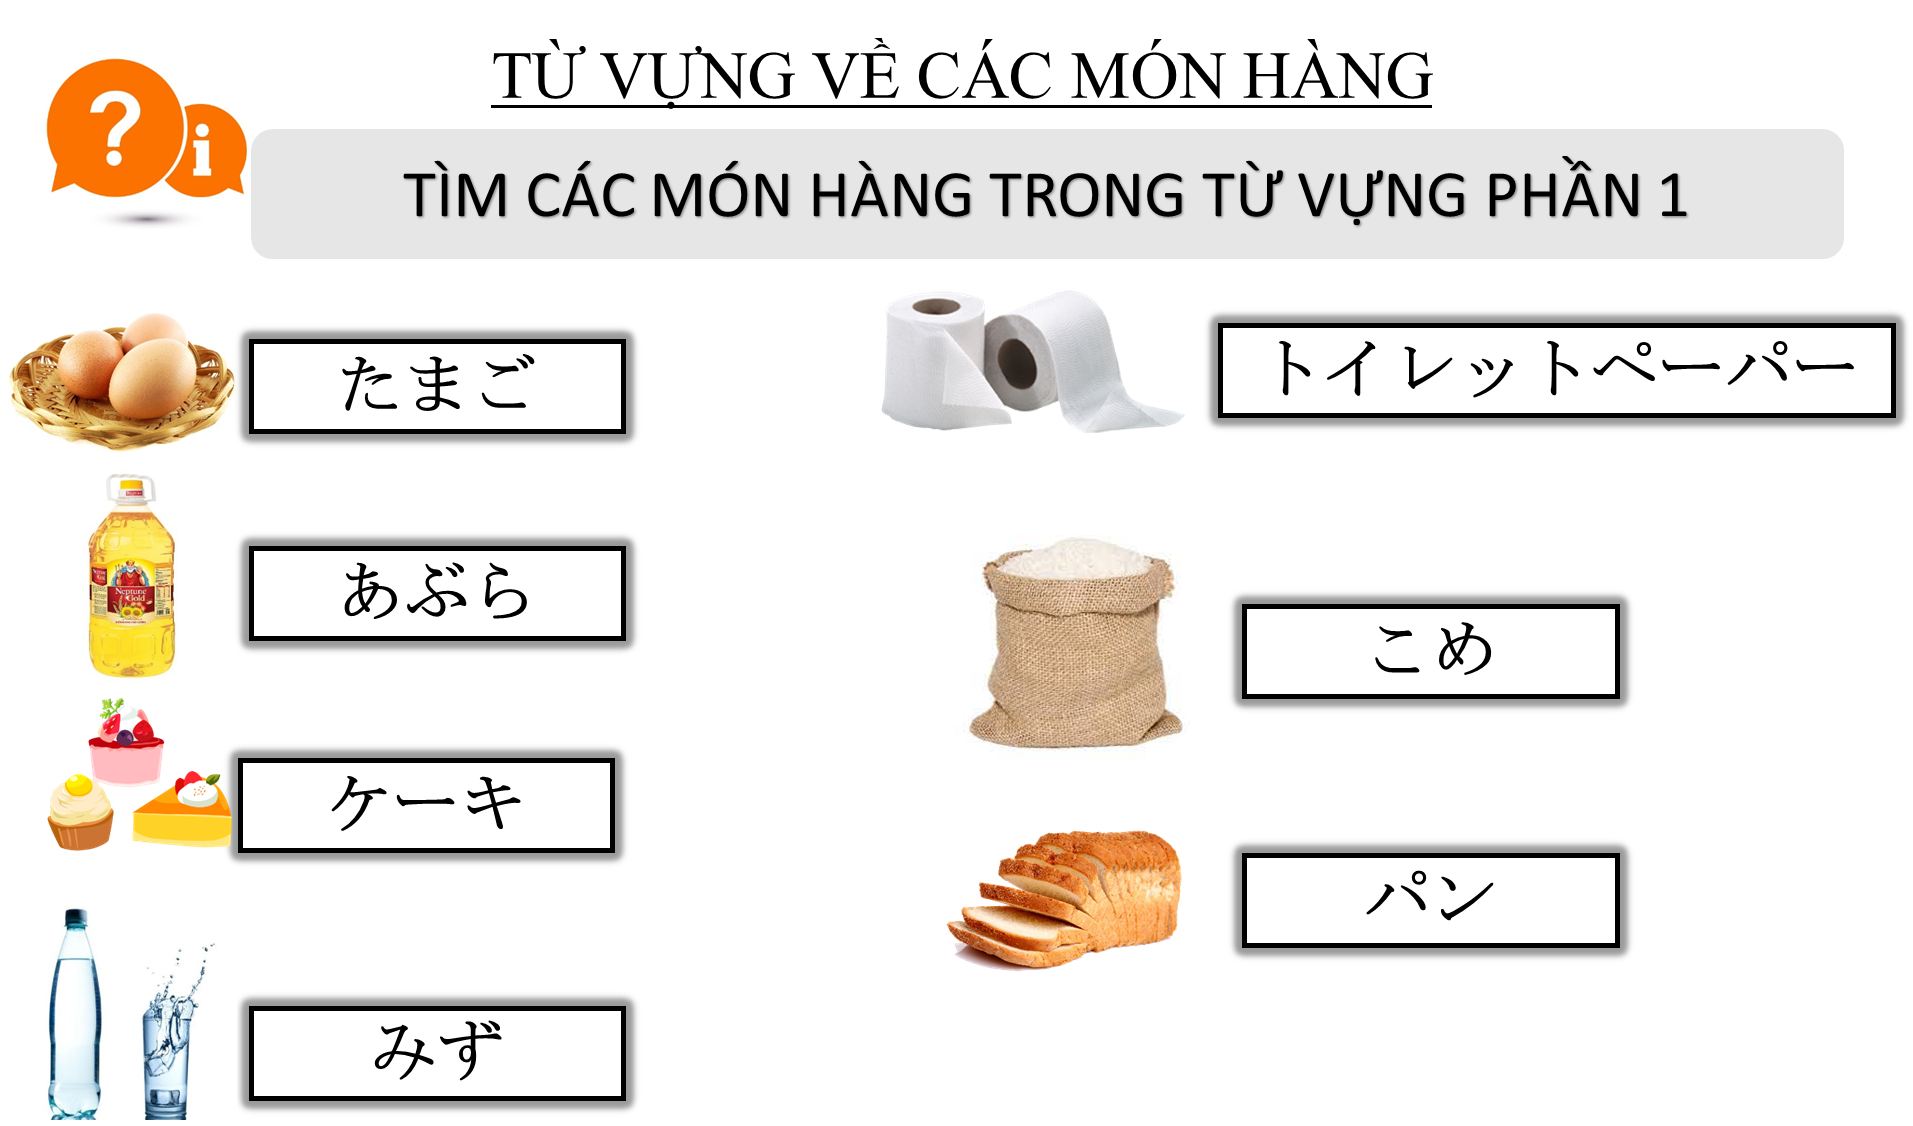 TỪ VỰNG VỀ CÁC MÓN HÀNG
? i
TÌM CÁC MÓN HÀNG TRONG TỪ VỰNG PHẦN 1
たまご
トイレットペーパー
Neptune
Gold
あぶら
こめ
ケーキ
パン
みず